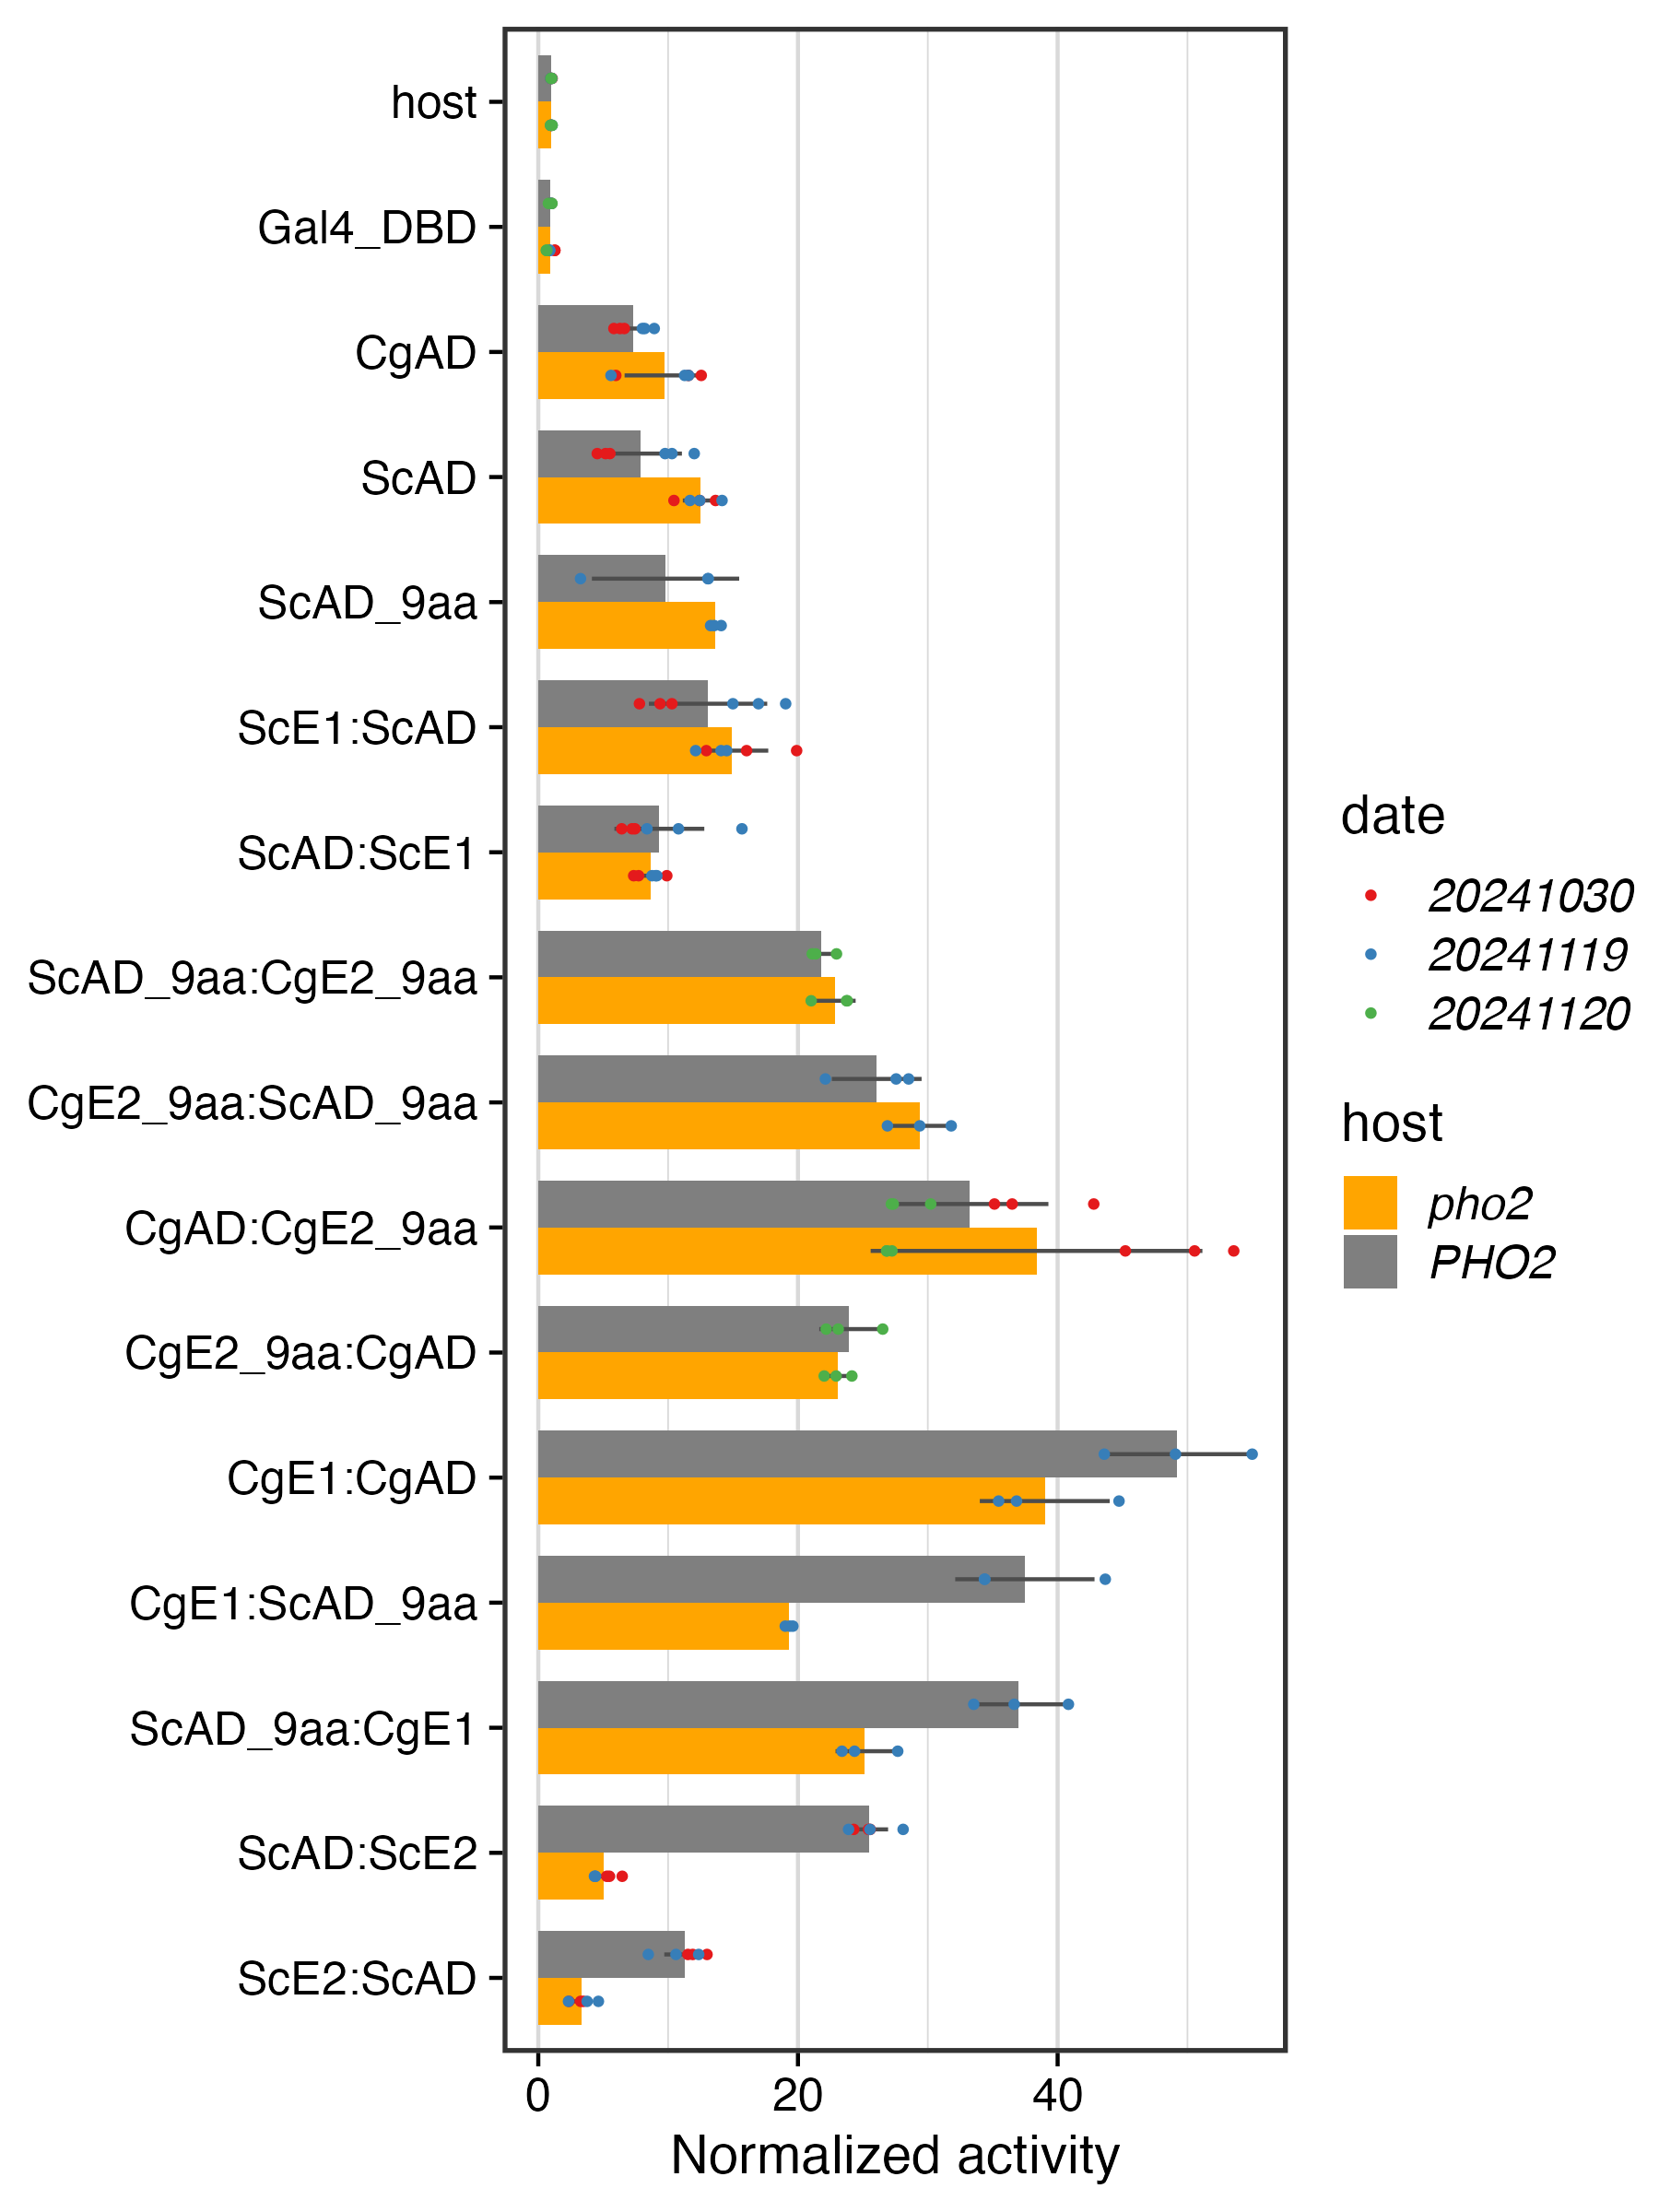 host
Gal4_DBD
CgAD
ScAD
ScAD_9aa
ScE1:ScAD
ScAD:ScE1
ScAD_9aa:CgE2_9aa
CgE2_9aa:ScAD_9aa
CgAD:CgE2_9aa
CgE2_9aa:CgAD
CgE1:CgAD
CgE1:ScAD_9aa
ScAD_9aa:CgE1
ScAD:ScE2
ScE2:ScAD
0 20 40
Normalized activity
date
20241030
20241119
20241120
host
pho2
PHO2